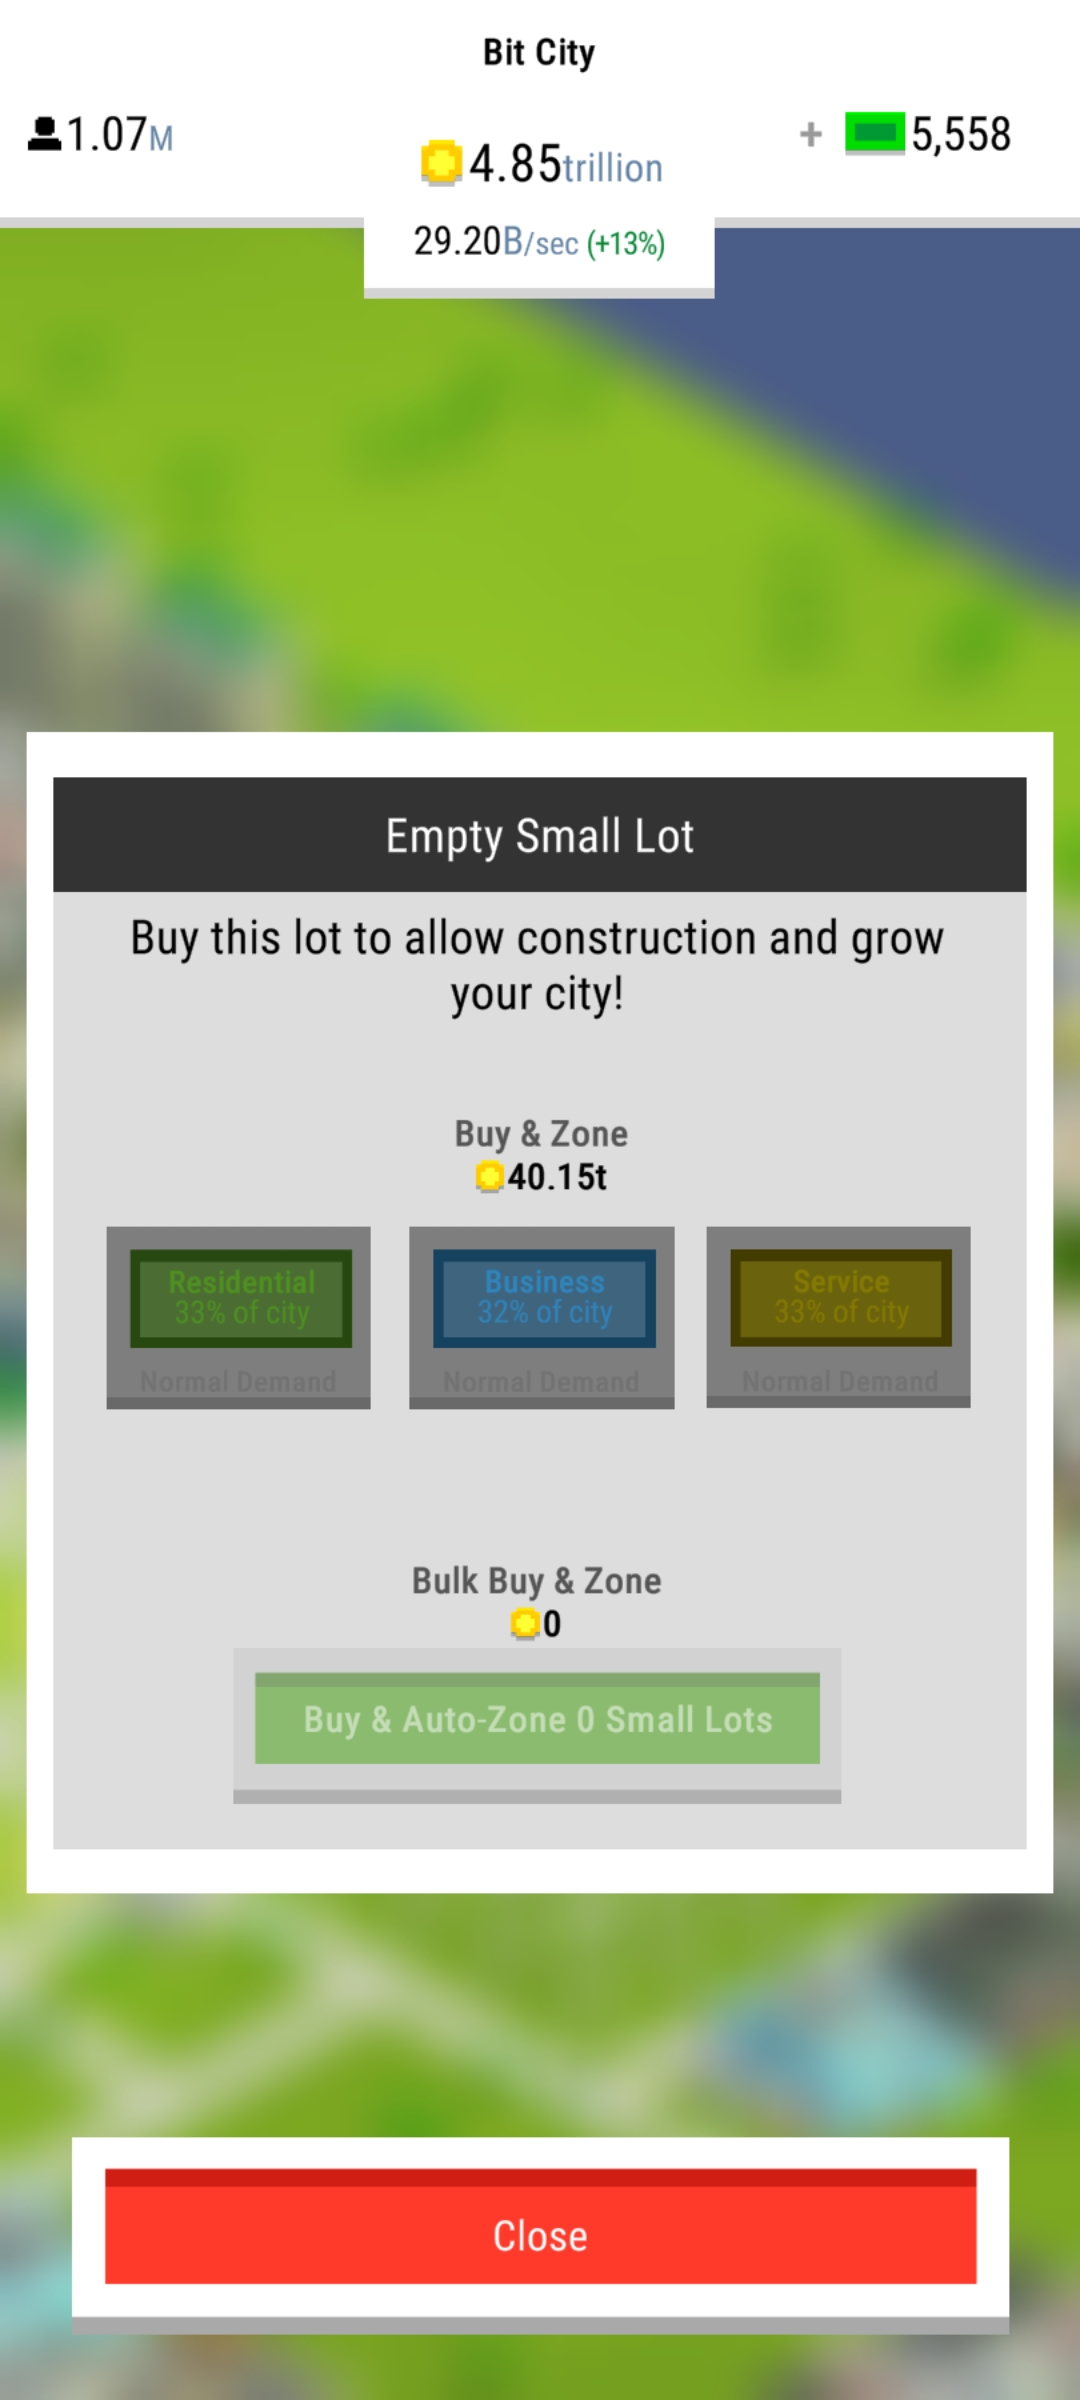 Bit City
1.07M
4.85trillion
+ 5,558
29.20B/sec (+13%)
Empty Small Lot
Buy this lot to allow construction and grow
your city!
Buy & Zone
40.15t
Residential
33% of city
Normal Demand
Business
32% of city
Normal Demand
Service
33% of city
Normal Demand
Bulk Buy & Zone
0
Buy & Auto-Zone 0 Small Lots
Close